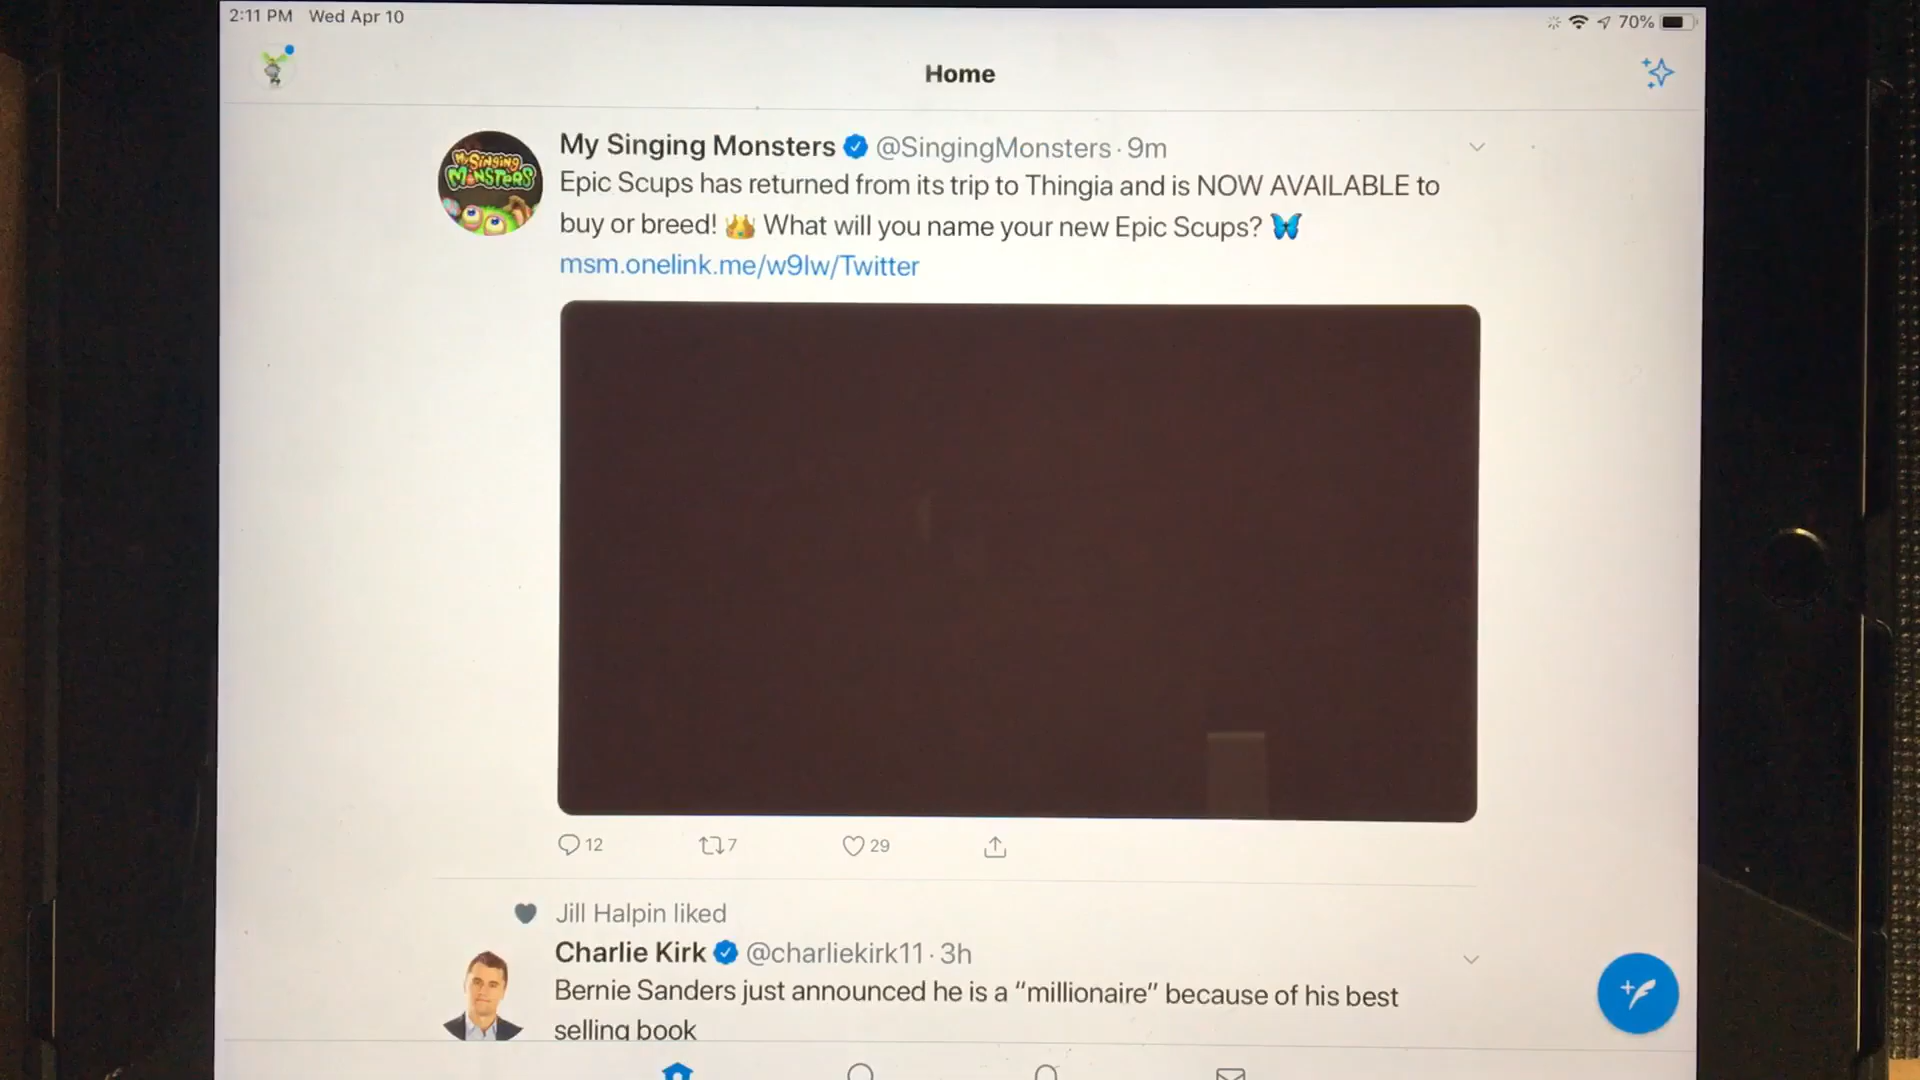 2:11 PM Wed Apr 10
70%
Home
My Singing Monsters @SingingMonsters · 9m
My Singing MONSTERS
Epic Scups has returned from its trip to Thingia and is NOW AVAILABLE to
buy or breed! 👑 What will you name your new Epic Scups? 🦋
msm.onelink.me/w9lw/Twitter
12 7 29
Jill Halpin liked
Charlie Kirk @charliekirk11 · 3h
Bernie Sanders just announced he is a “millionaire” because of his best
selling book